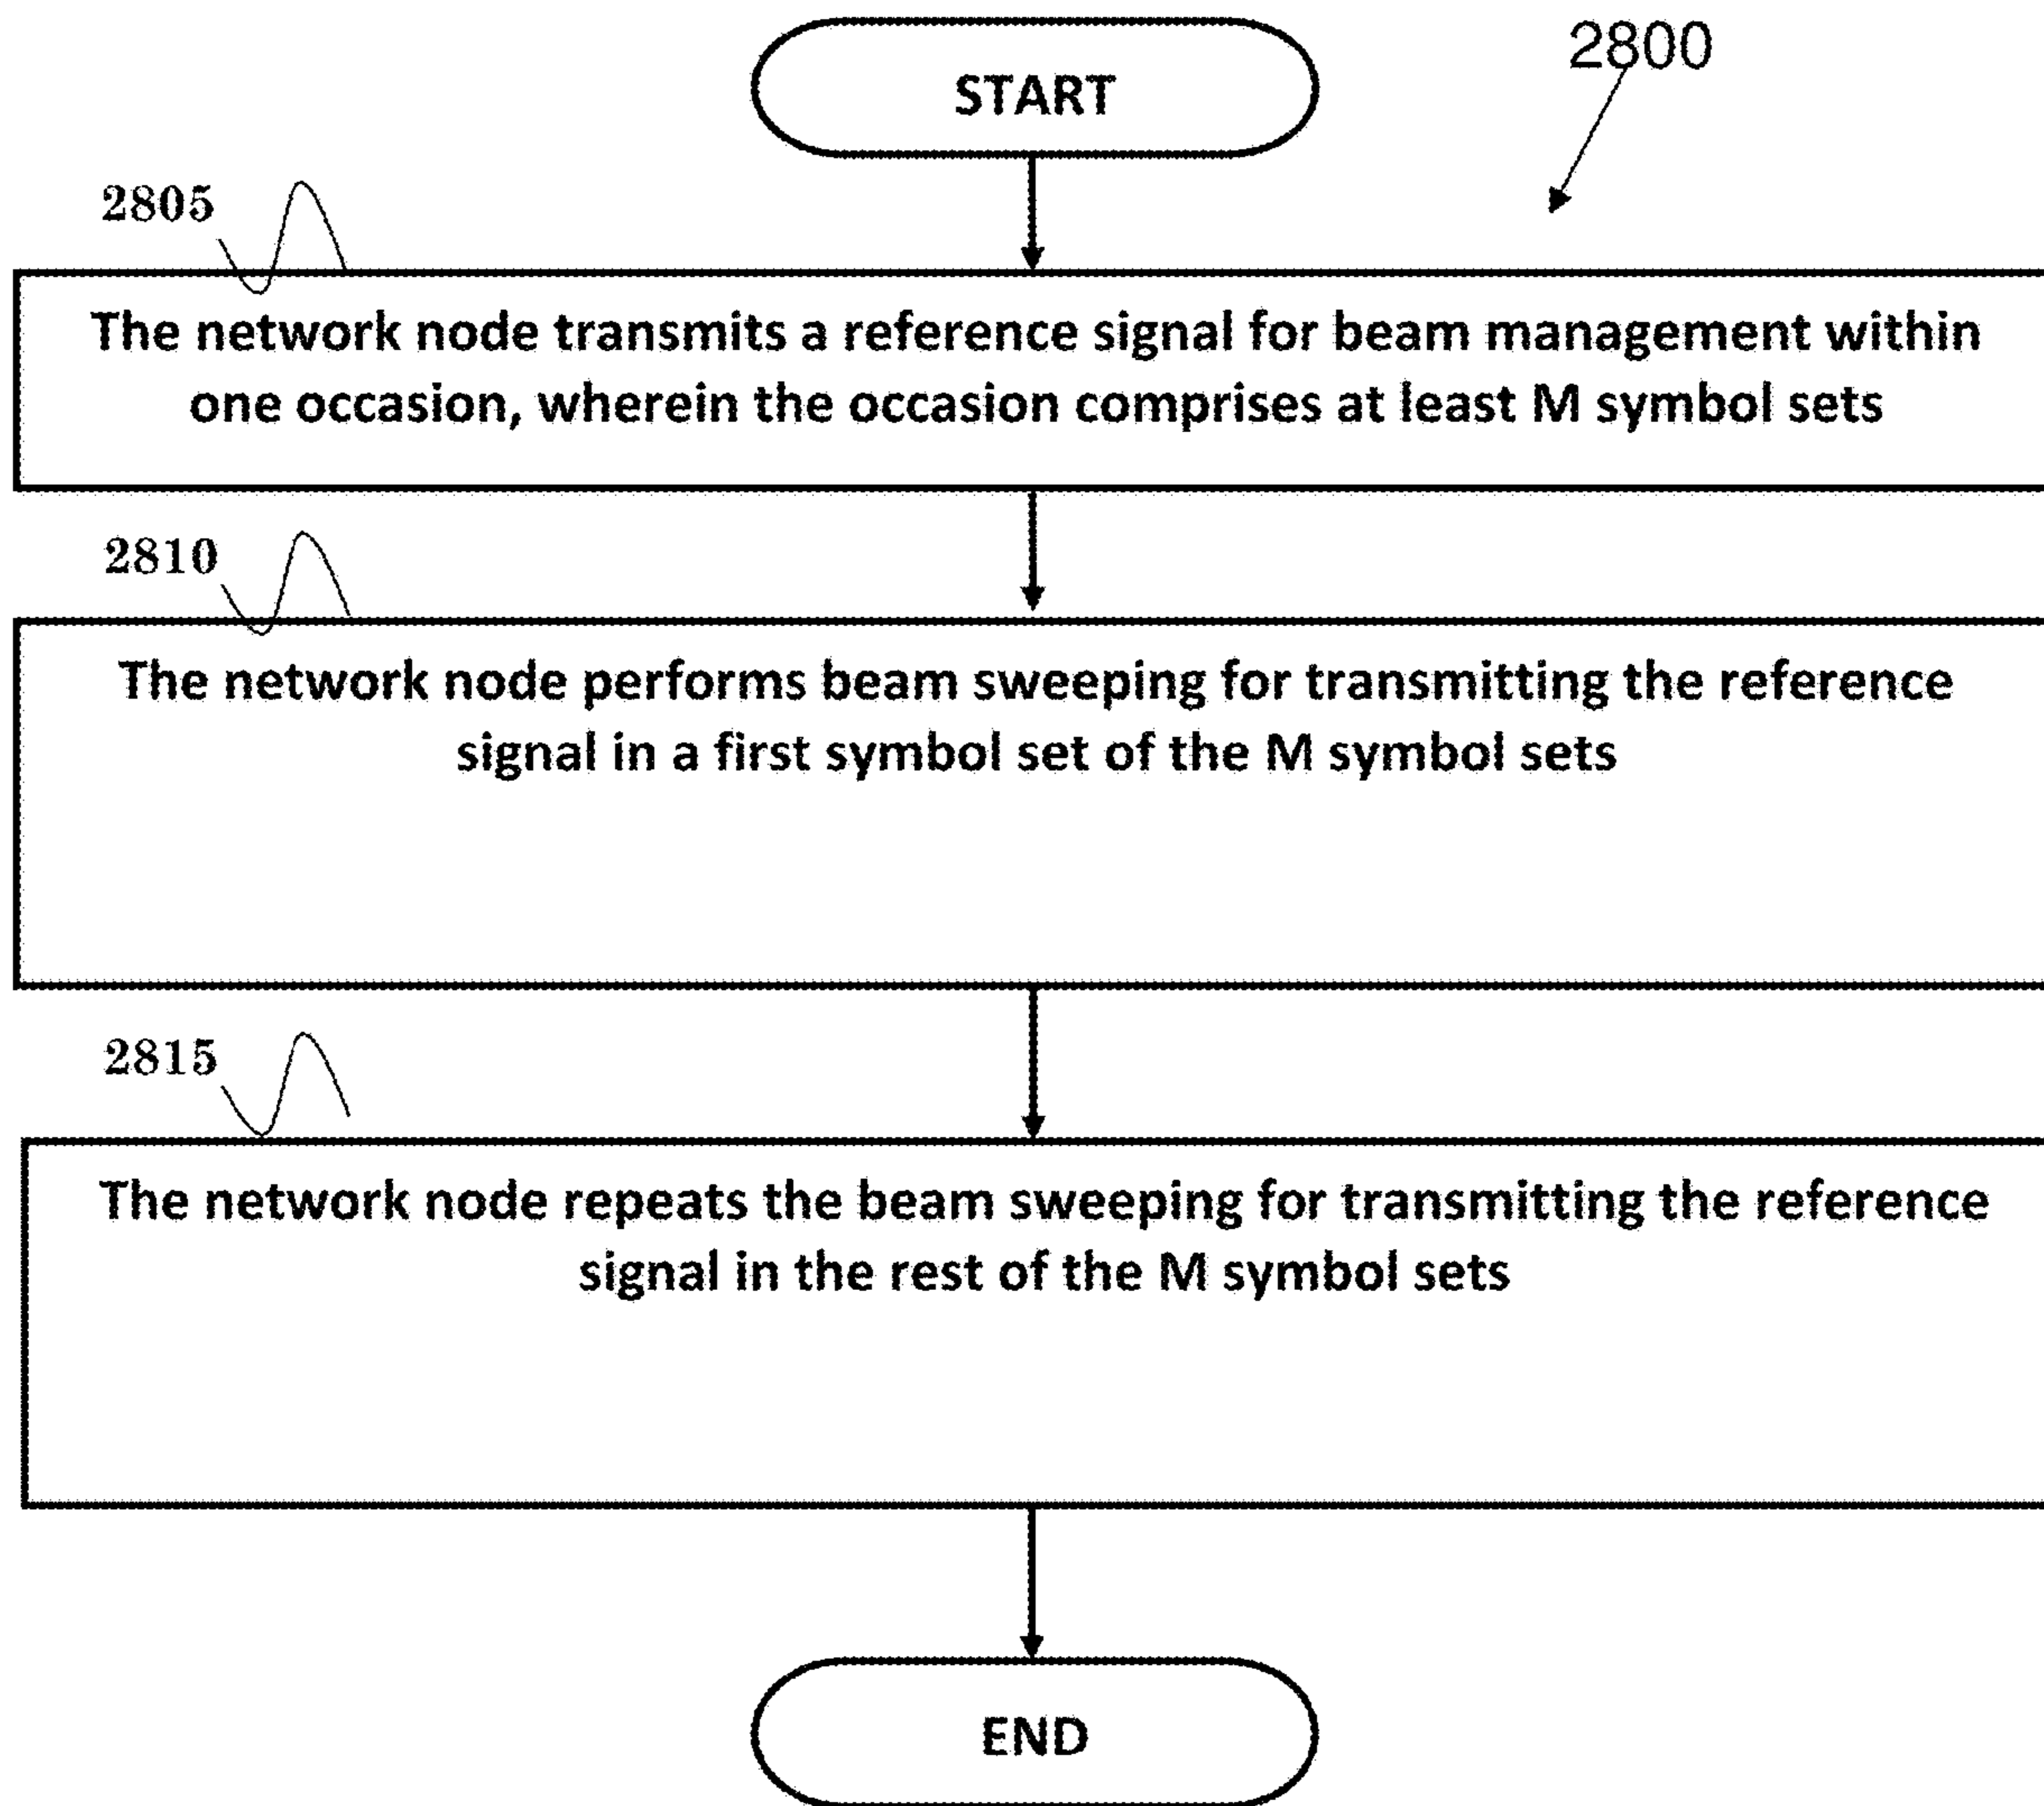 START
2800
2805
The network node transmits a reference signal for beam management within
one occasion, wherein the occasion comprises at least M symbol sets
2810
The network node performs beam sweeping for transmitting the reference
signal in a first symbol set of the M symbol sets
2815
The network node repeats the beam sweeping for transmitting the reference
signal in the rest of the M symbol sets
END